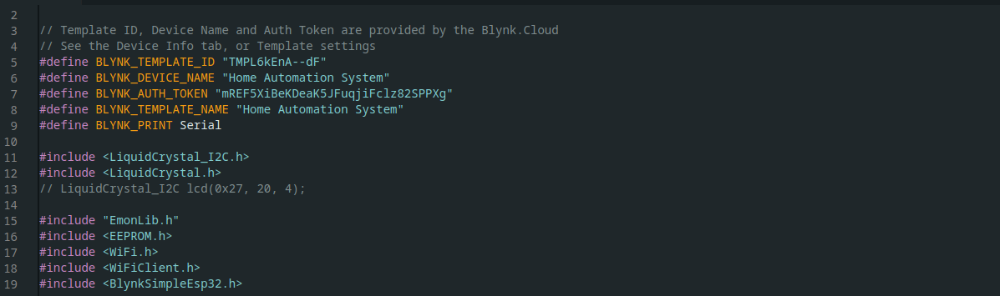 2
3 // Template ID, Device Name and Auth Token are provided by the Blynk.Cloud
4 // See the Device Info tab, or Template settings
5 #define BLYNK_TEMPLATE_ID "TMPL6kEnA--dF"
6 #define BLYNK_DEVICE_NAME "Home Automation System"
7 #define BLYNK_AUTH_TOKEN "mREF5XiBeKDeaK5JFuqjiFclz82SPPXg"
8 #define BLYNK_TEMPLATE_NAME "Home Automation System"
9 #define BLYNK_PRINT Serial
10
11 #include <LiquidCrystal_I2C.h>
12 #include <LiquidCrystal.h>
13 // LiquidCrystal_I2C lcd(0x27, 20, 4);
14
15 #include "EmonLib.h"
16 #include <EEPROM.h>
17 #include <WiFi.h>
18 #include <WiFiClient.h>
19 #include <BlynkSimpleEsp32.h>